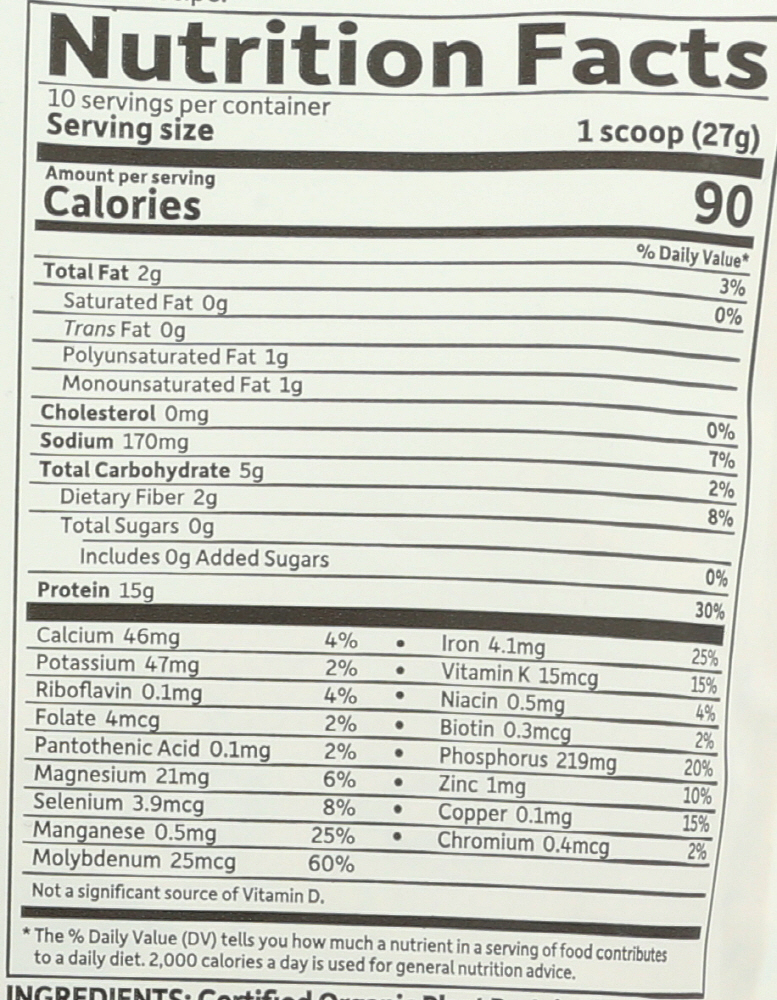 Nutrition Facts
10 servings per container
Serving size 1 scoop (27g)
Amount per serving
Calories 90
% Daily Value*
Total Fat 2g 3%
Saturated Fat 0g 0%
Trans Fat 0g
Polyunsaturated Fat 1g
Monounsaturated Fat 1g
Cholesterol 0mg 0%
Sodium 170mg 7%
Total Carbohydrate 5g 2%
Dietary Fiber 2g 8%
Total Sugars 0g
Includes 0g Added Sugars 0%
Protein 15g 30%
Calcium 46mg 4% • Iron 4.1mg 25%
Potassium 47mg 2% • Vitamin K 15mcg 15%
Riboflavin 0.1mg 4% • Niacin 0.5mg 4%
Folate 4mcg 2% • Biotin 0.3mcg 2%
Pantothenic Acid 0.1mg 2% • Phosphorus 219mg 20%
Magnesium 21mg 6% • Zinc 1mg 10%
Selenium 3.9mcg 8% • Copper 0.1mg 15%
Manganese 0.5mg 25% • Chromium 0.4mcg 2%
Molybdenum 25mcg 60%
Not a significant source of Vitamin D.
* The % Daily Value (DV) tells you how much a nutrient in a serving of food contributes
to a daily diet. 2,000 calories a day is used for general nutrition advice.
INGREDIENTS: Certified Organic Plant